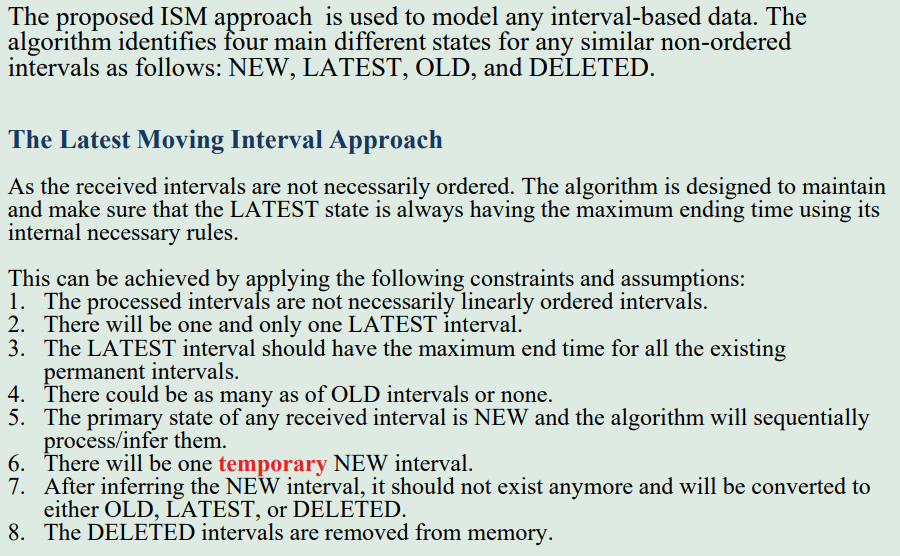 The proposed ISM approach is used to model any interval-based data. The
algorithm identifies four main different states for any similar non-ordered
intervals as follows: NEW, LATEST, OLD, and DELETED.
The Latest Moving Interval Approach
As the received intervals are not necessarily ordered. The algorithm is designed to maintain
and make sure that the LATEST state is always having the maximum ending time using its
internal necessary rules.
This can be achieved by applying the following constraints and assumptions:
1. The processed intervals are not necessarily linearly ordered intervals.
2. There will be one and only one LATEST interval.
3. The LATEST interval should have the maximum end time for all the existing
permanent intervals.
4. There could be as many as of OLD intervals or none.
5. The primary state of any received interval is NEW and the algorithm will sequentially
process/infer them.
6. There will be one temporary NEW interval.
7. After inferring the NEW interval, it should not exist anymore and will be converted to
either OLD, LATEST, or DELETED.
8. The DELETED intervals are removed from memory.